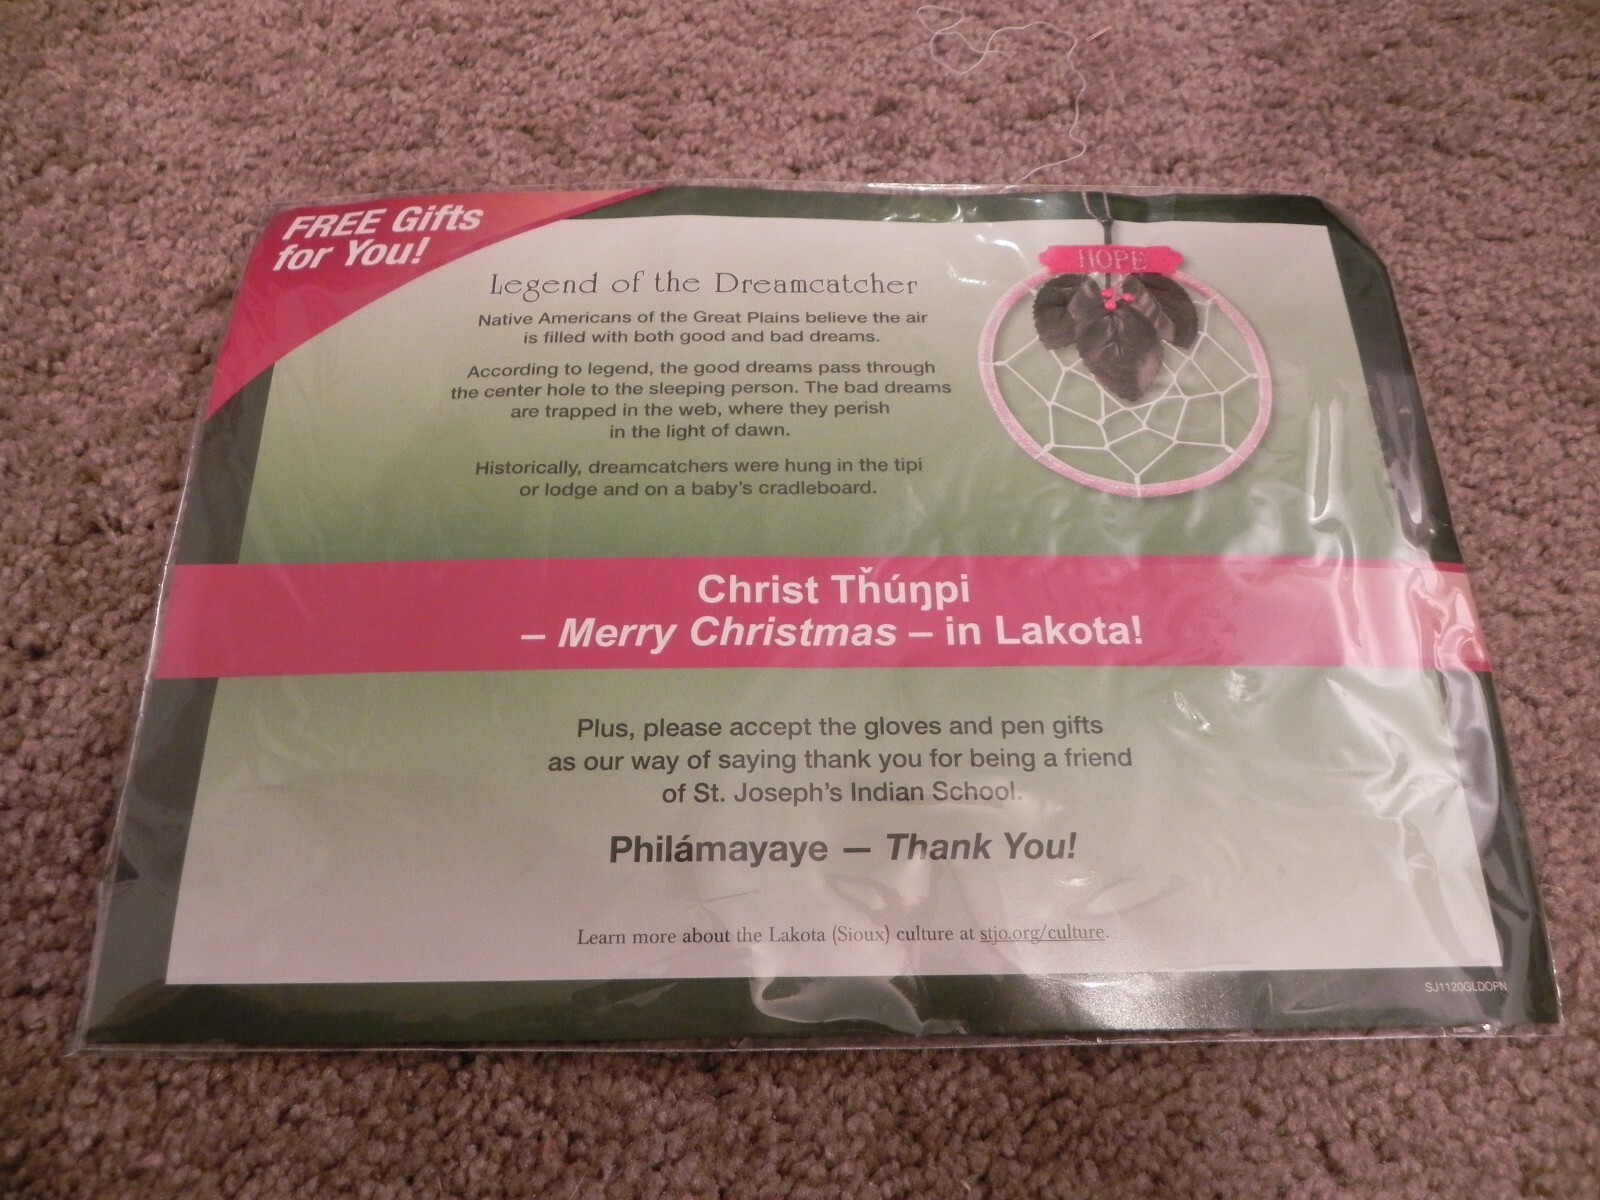 FREE Gifts
for You!
Legend of the Dreamcatcher
Native Americans of the Great Plains believe the air
is filled with both good and bad dreams.
According to legend, the good dreams pass through
the center hole to the sleeping person. The bad dreams
are trapped in the web, where they perish
in the light of dawn.
Historically, dreamcatchers were hung in the tipi
or lodge and on a baby's cradleboard.
HOPE
Christ Tȟúŋpi
– Merry Christmas – in Lakota!
Plus, please accept the gloves and pen gifts
as our way of saying thank you for being a friend
of St. Joseph's Indian School.
Philámayaye — Thank You!
Learn more about the Lakota (Sioux) culture at stjo.org/culture.
SJ1120GLDOPN